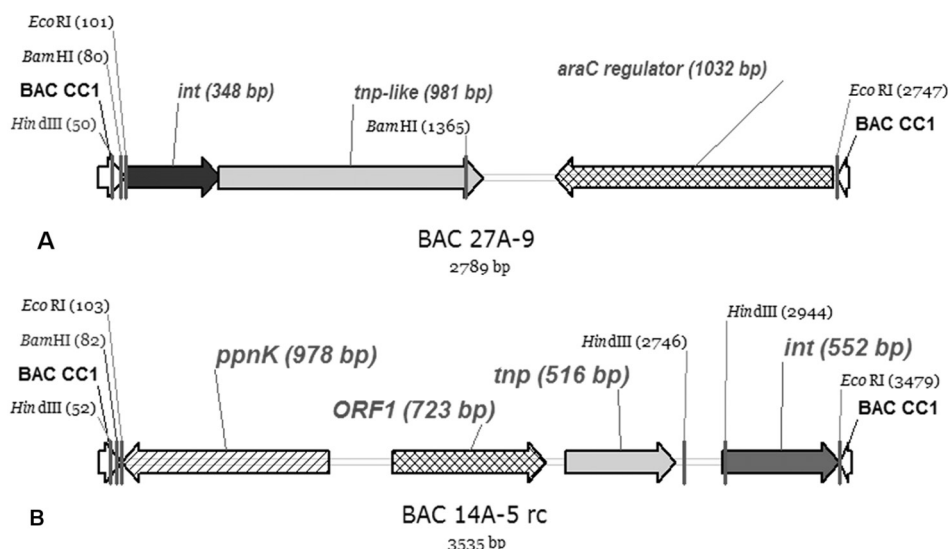 EcoRI (101)
BamHI (80)
BAC CC1
HindIII (50)
int (348 bp)
tnp-like (981 bp)
BamHI (1365)
araC regulator (1032 bp)
EcoRI (2747)
BAC CC1
A
BAC 27A-9
2789 bp
EcoRI (103)
BamHI (82)
BAC CC1
HindIII (52)
ppnK (978 bp)
ORF1 (723 bp)
tnp (516 bp)
HindIII (2746)
HindIII (2944)
int (552 bp)
EcoRI (3479)
BAC CC1
B
BAC 14A-5 rc
3535 bp